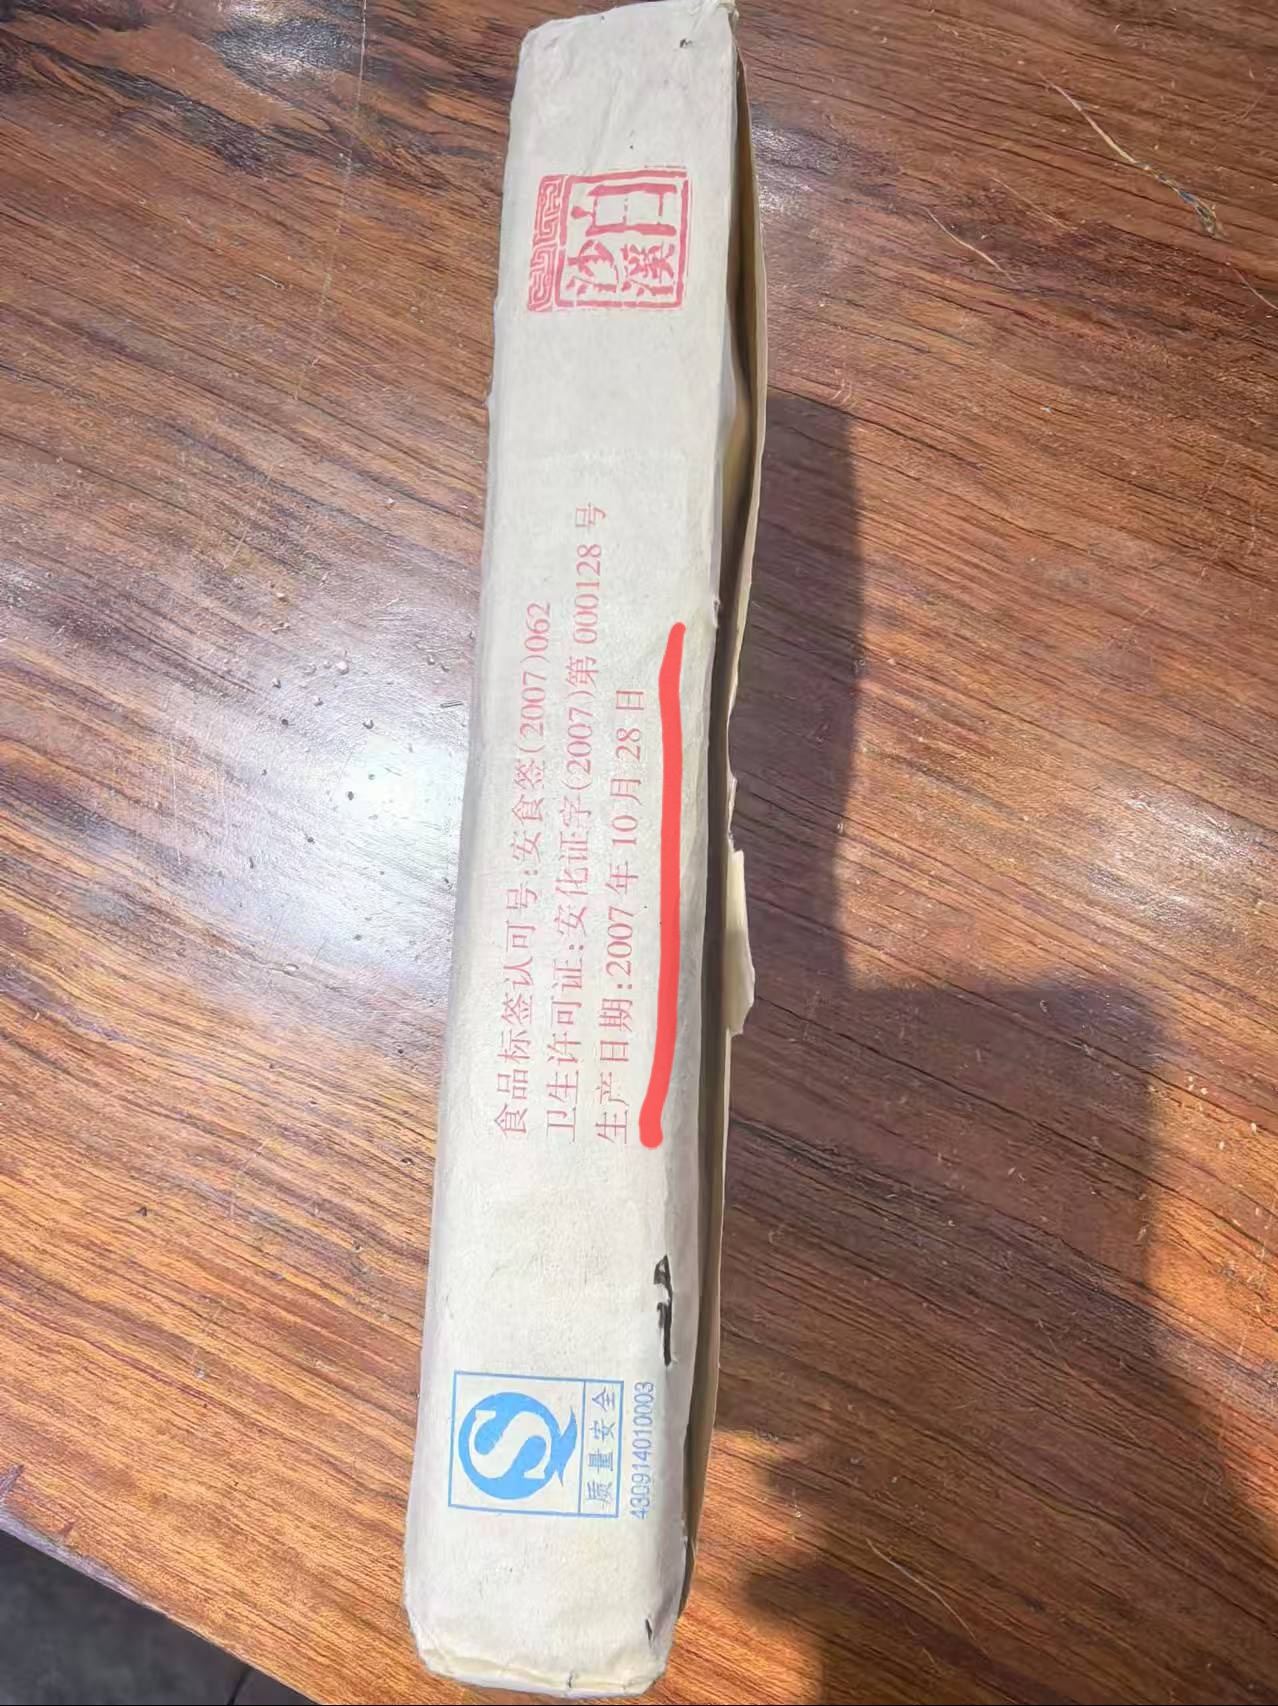 白沙溪
食品标签认可号:安食签(2007)062
卫生许可证:安化证字(2007)第000128号
生产日期:2007年10月28日
质量安全
430914010003